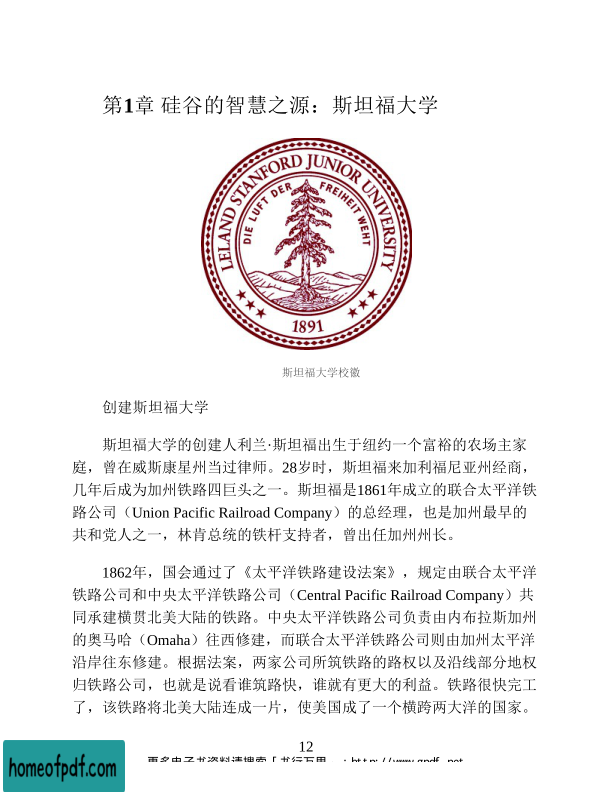 第1章 硅谷的智慧之源：斯坦福大学
LELAND STANFORD JUNIOR UNIVERSITY
DIE LUFT DER FREIHEIT WEHT
1891
斯坦福大学校徽
创建斯坦福大学
斯坦福大学的创建人利兰·斯坦福出生于纽约一个富裕的农场主家
庭，曾在威斯康星州当过律师。28岁时，斯坦福来加利福尼亚州经商，
几年后成为加州铁路四巨头之一。斯坦福是1861年成立的联合太平洋铁
路公司（Union Pacific Railroad Company）的总经理，也是加州最早的
共和党人之一，林肯总统的铁杆支持者，曾出任加州州长。
1862年，国会通过了《太平洋铁路建设法案》，规定由联合太平洋
铁路公司和中央太平洋铁路公司（Central Pacific Railroad Company）共
同承建横贯北美大陆的铁路。中央太平洋铁路公司负责由内布拉斯加州
的奥马哈（Omaha）往西修建，而联合太平洋铁路公司则由加州太平洋
沿岸往东修建。根据法案，两家公司所筑铁路的路权以及沿线部分地权
归铁路公司，也就是说看谁筑路快，谁就有更大的利益。铁路很快完工
了，该铁路将北美大陆连成一片，使美国成了一个横跨两大洋的国家。
12
homeofpdf.com